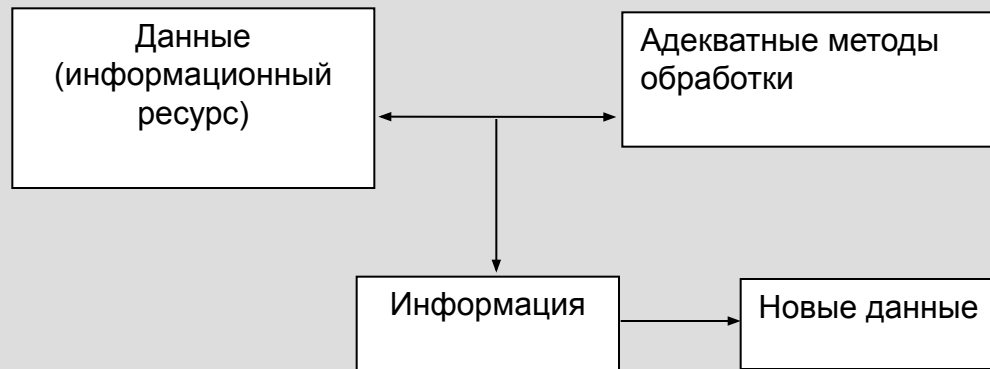 Данные
(информационный
ресурс)
Адекватные методы
обработки
Информация
Новые данные